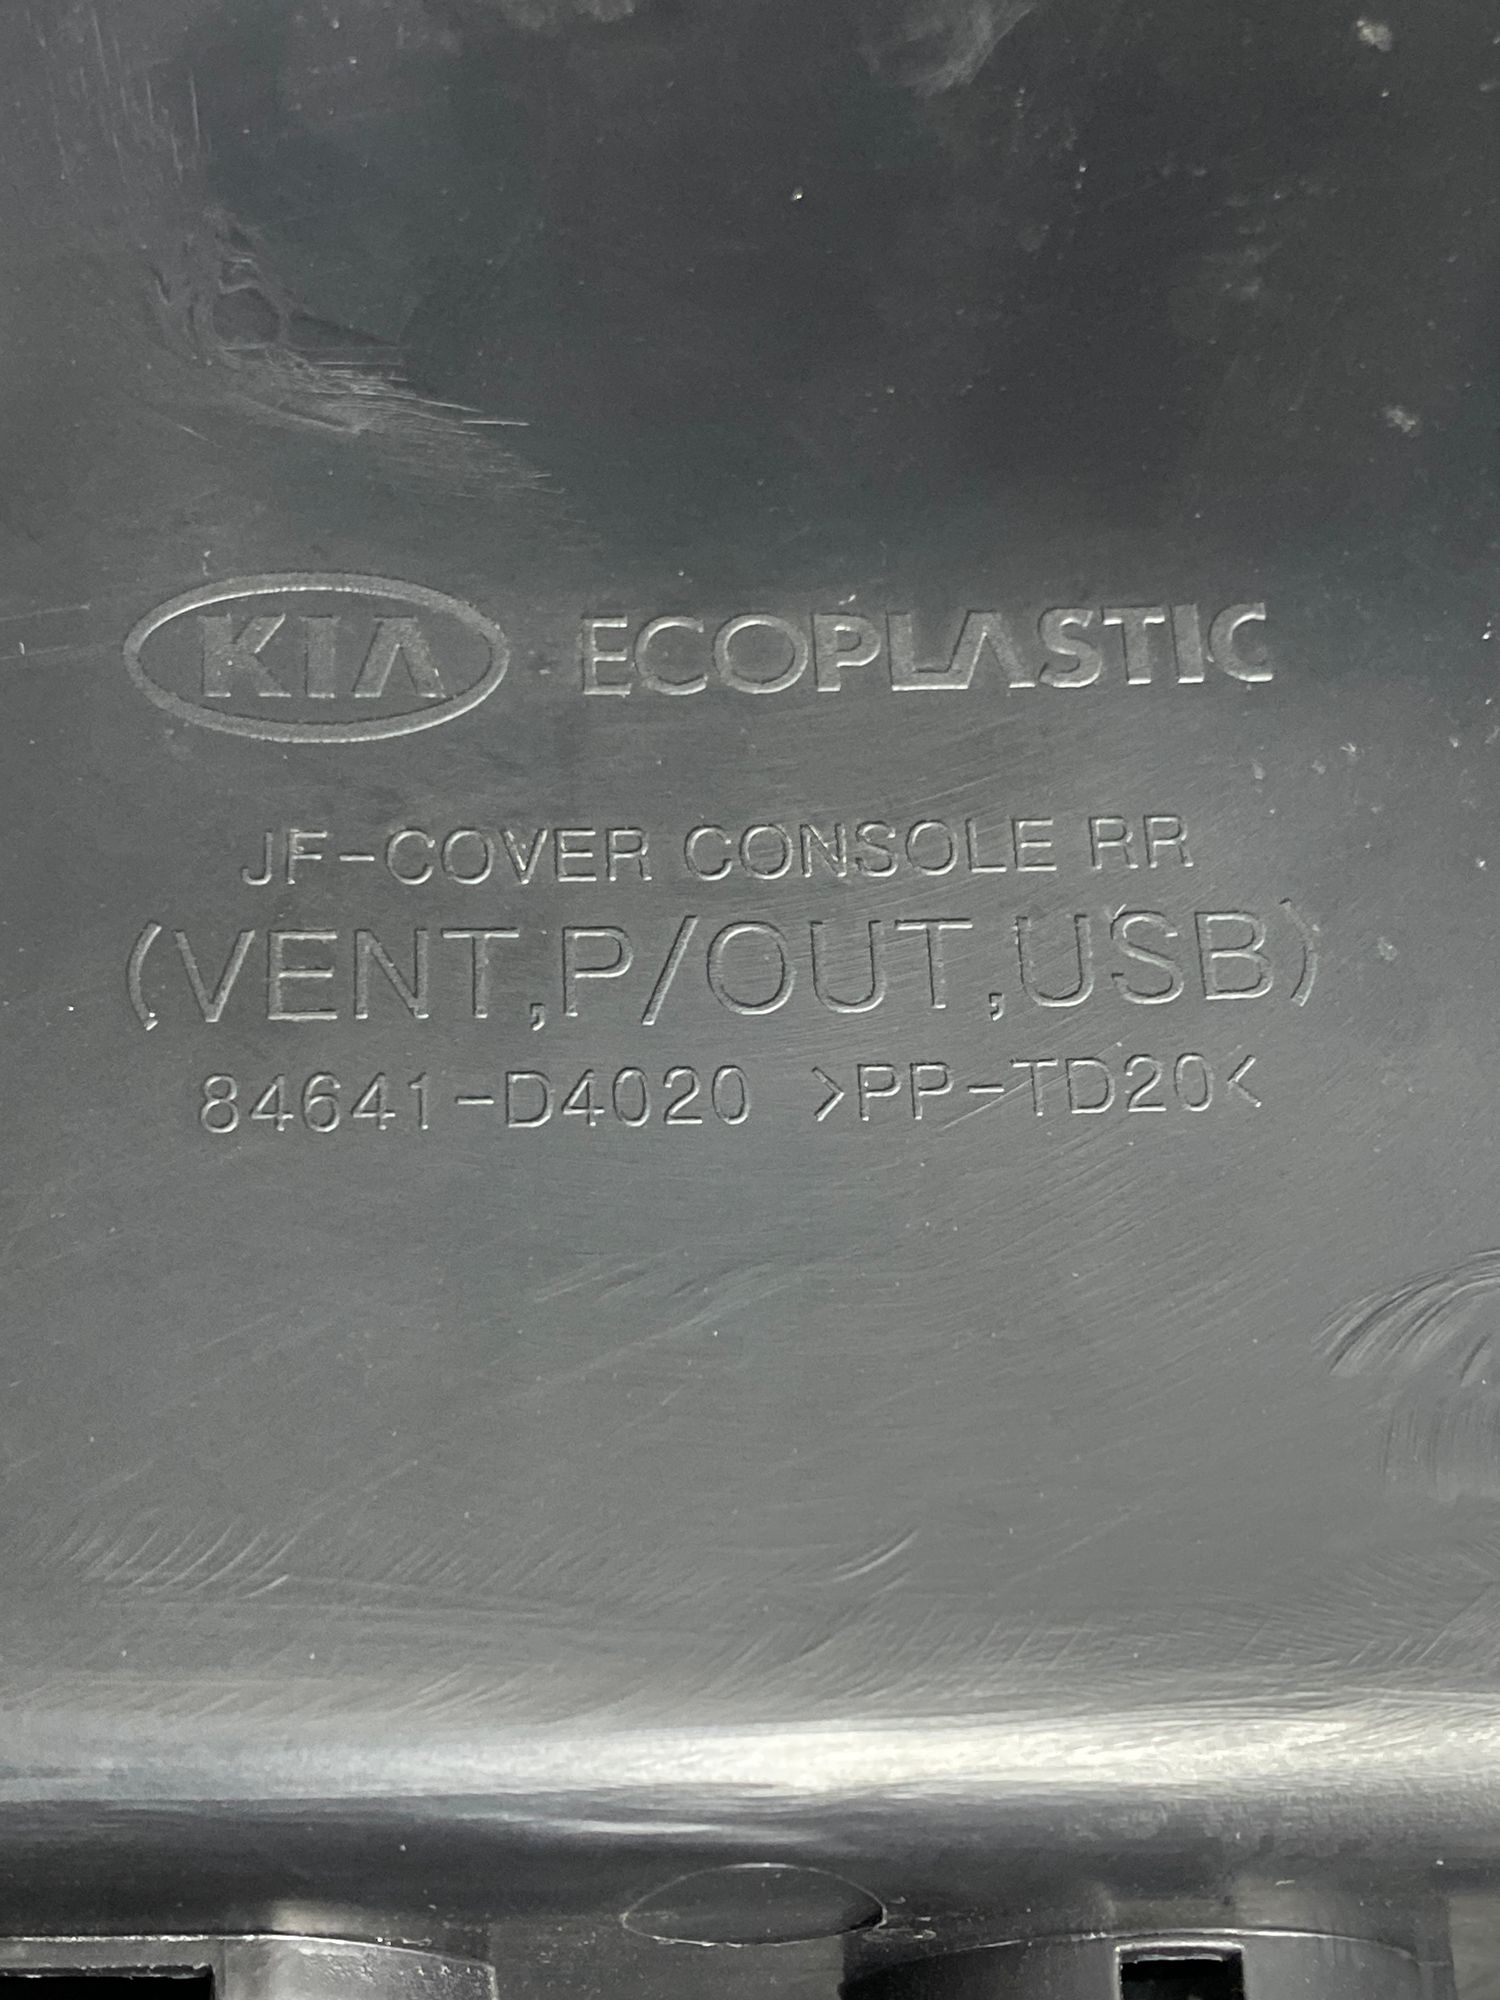 KIA ECOPLASTIC
JF-COVER CONSOLE RR
(VENT,P/OUT,USB)
84641-D4020 >PP-TD20<